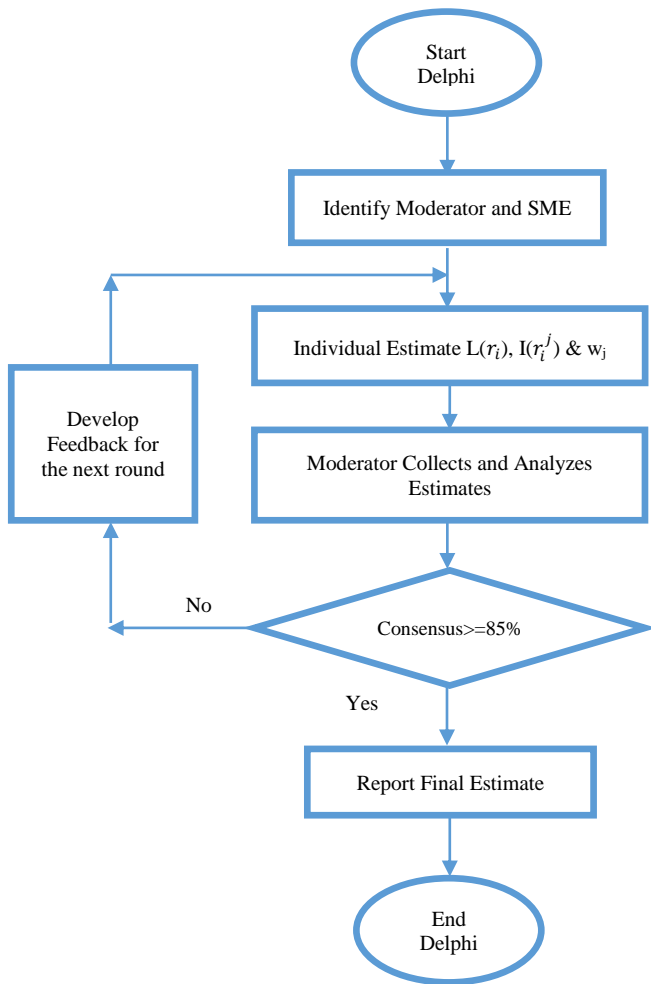 Start
Delphi
Identify Moderator and SME
Individual Estimate L(𝑟ᵢ), I(𝑟ᵢʲ) & wⱼ
Develop
Feedback for
the next round
Moderator Collects and Analyzes
Estimates
No
Consensus>=85%
Yes
Report Final Estimate
End
Delphi